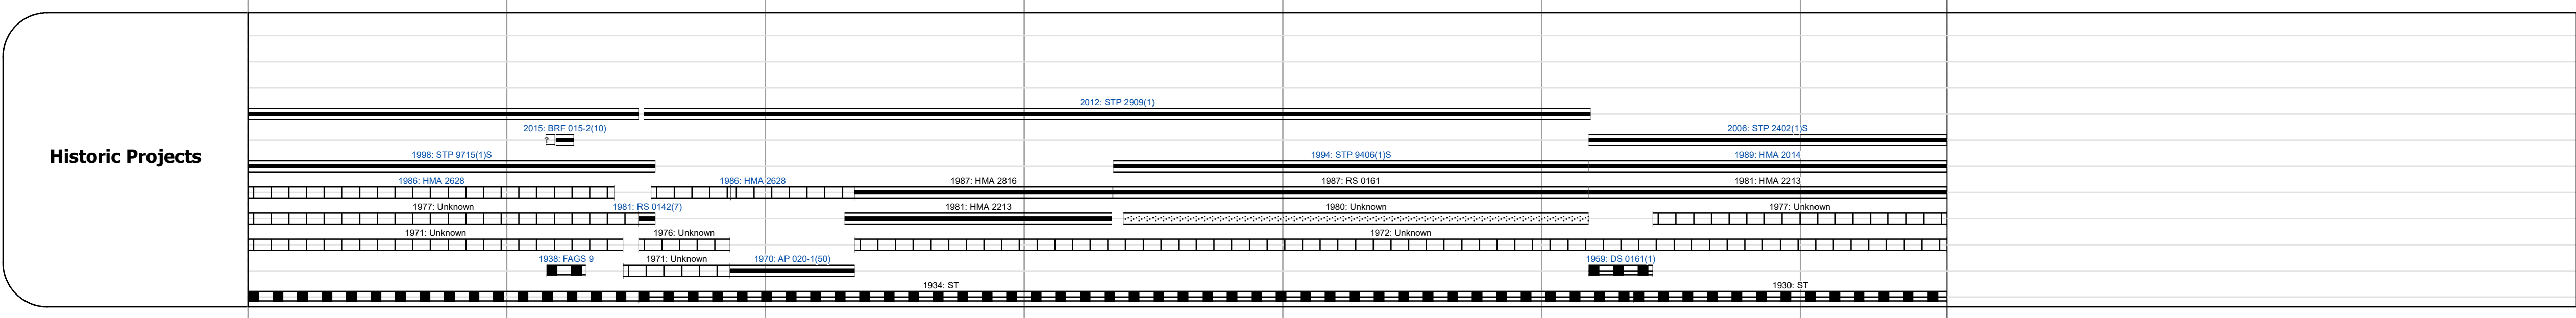 2012: STP 2909(1)
2015: BRF 015-2(10)
2006: STP 2402(1)S
Historic Projects
1998: STP 9715(1)S
1994: STP 9406(1)S
1989: HMA 2014
1986: HMA 2628
1986: HMA 2628
1987: HMA 2816
1987: RS 0161
1981: HMA 2213
1977: Unknown
1981: RS 0142(7)
1981: HMA 2213
1980: Unknown
1977: Unknown
1971: Unknown
1976: Unknown
1972: Unknown
1938: FAGS 9
1971: Unknown
1970: AP 020-1(50)
1959: DS 0161(1)
1934: ST
1930: ST